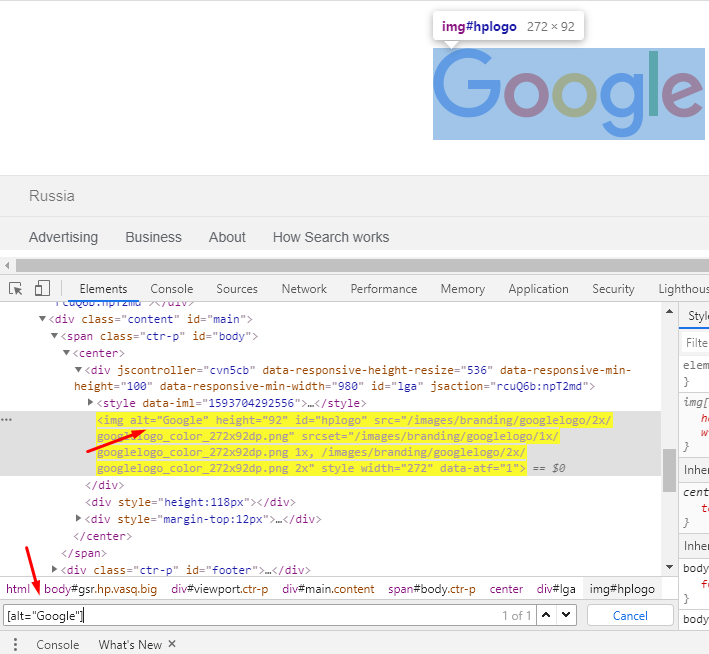 img#hplogo 272 × 92
Google
Russia
Advertising Business About How Search works
Elements Console Sources Network Performance Memory Application Security Lighthous
rcuQ6b:npT2md"></div>
<div class="content" id="main">
<span class="ctr-p" id="body">
<center>
<div jscontroller="cvn5cb" data-responsive-height-resize="536" data-responsive-min-
height="100" data-responsive-min-width="980" id="lga" jsaction="rcuQ6b:npT2md">
<style data-iml="1593704292556">…</style>
<img alt="Google" height="92" id="hplogo" src="/images/branding/googlelogo/2x/
googlelogo_color_272x92dp.png" srcset="/images/branding/googlelogo/1x/
googlelogo_color_272x92dp.png 1x, /images/branding/googlelogo/2x/
googlelogo_color_272x92dp.png 2x" style width="272" data-atf="1"> == $0
</div>
<div style="height:118px"></div>
<div style="margin-top:12px">…</div>
</center>
</span>
<div class="ctr-p" id="footer">…</div>
Style
Filte
elem
}
img[
he
w
}
Inher
cent
te
}
Inher
body
fo
}
body
html body#gsr.hp.vasq.big div#viewport.ctr-p div#main.content span#body.ctr-p center div#lga img#hplogo
[alt="Google"] 1 of 1 Cancel
Console What's New ×